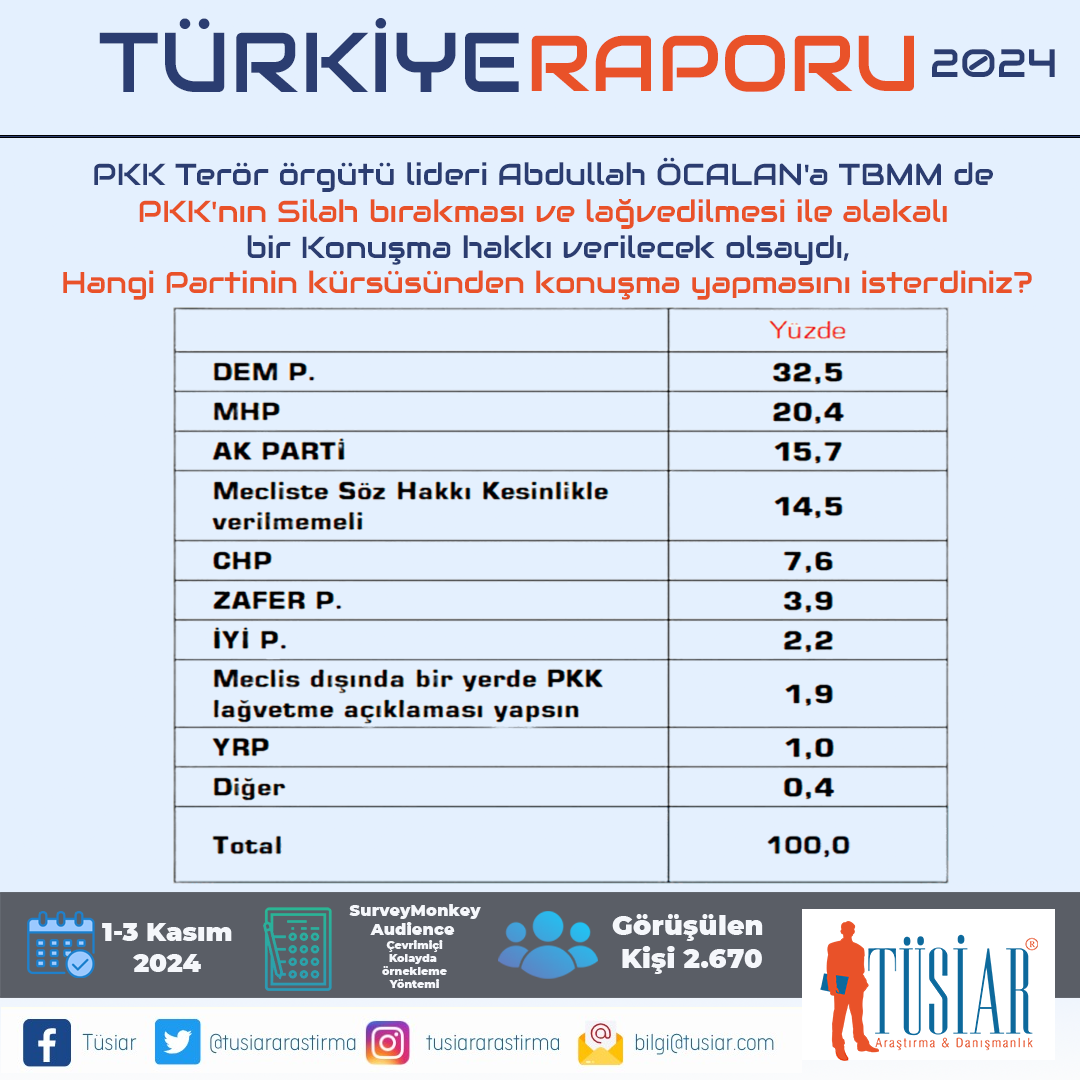 TÜRKİYERAPORU 2024
PKK Terör örgütü lideri Abdullah ÖCALAN'a TBMM de
PKK'nın Silah bırakması ve lağvedilmesi ile alakalı
bir Konuşma hakkı verilecek olsaydı,
Hangi Partinin kürsüsünden konuşma yapmasını isterdiniz?
Yüzde
DEM P. 32,5
MHP 20,4
AK PARTİ 15,7
Mecliste Söz Hakkı Kesinlikle
verilmemeli 14,5
CHP 7,6
ZAFER P. 3,9
İYİ P. 2,2
Meclis dışında bir yerde PKK
lağvetme açıklaması yapsın 1,9
YRP 1,0
Diğer 0,4
Total 100,0
1-3 Kasım
2024
SurveyMonkey
Audience
Çevrimiçi
Kolayda
örnekleme
Yöntemi
Görüşülen
Kişi 2.670
TÜSİAR®
Araştırma & Danışmanlık
Tüsiar
@tusiararastirma
tusiararastirma
bilgi@tusiar.com